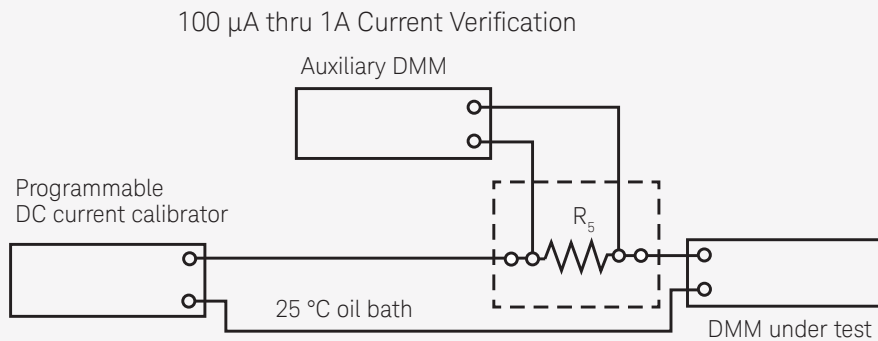 100 µA thru 1A Current Verification
Auxiliary DMM
Programmable
DC current calibrator
R5
25 °C oil bath
DMM under test